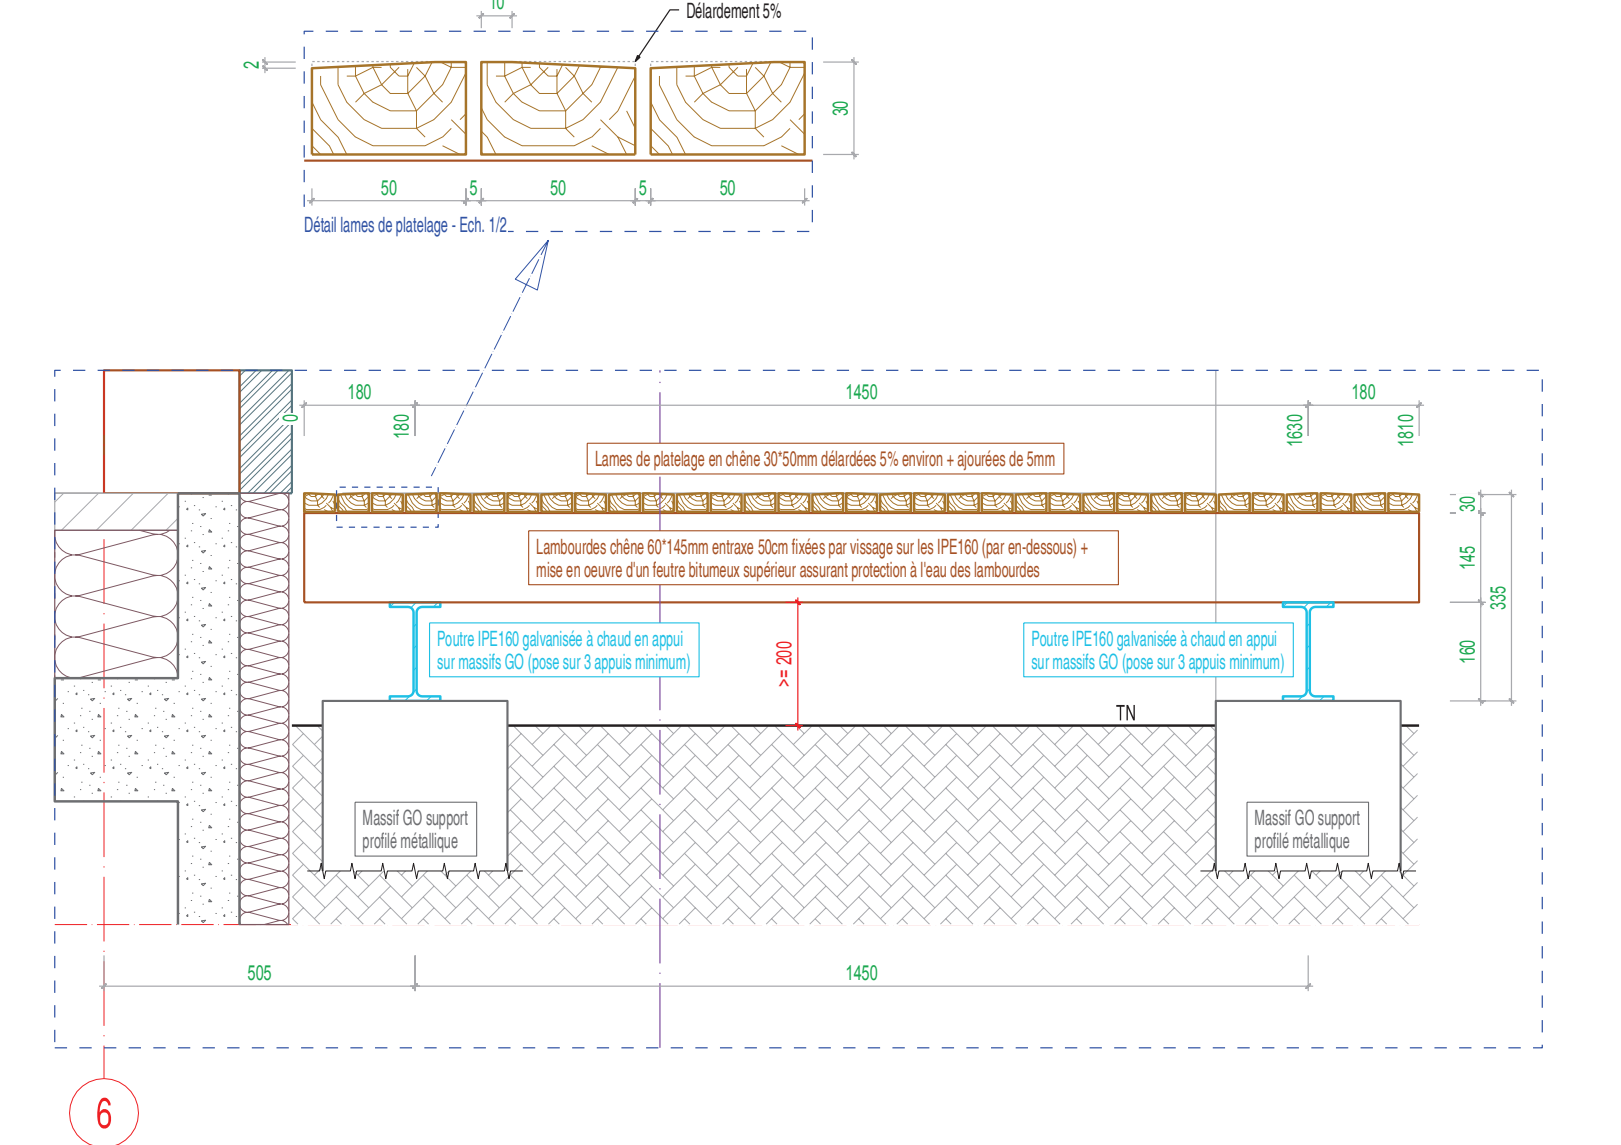 10
Délardement 5%
2
30
50
5
50
5
50
Détail lames de platelage - Ech. 1/2
180
1450
180
0
180
1630
1810
Lames de platelage en chêne 30*50mm délardées 5% environ + ajourées de 5mm
30
Lambourdes chêne 60*145mm entraxe 50cm fixées par vissage sur les IPE160 (par en-dessous) +
mise en oeuvre d'un feutre bitumeux supérieur assurant protection à l'eau des lambourdes
145
335
Poutre IPE160 galvanisée à chaud en appui
sur massifs GO (pose sur 3 appuis minimum)
>= 200
Poutre IPE160 galvanisée à chaud en appui
sur massifs GO (pose sur 3 appuis minimum)
160
TN
Massif GO support
profilé métallique
Massif GO support
profilé métallique
505
1450
6